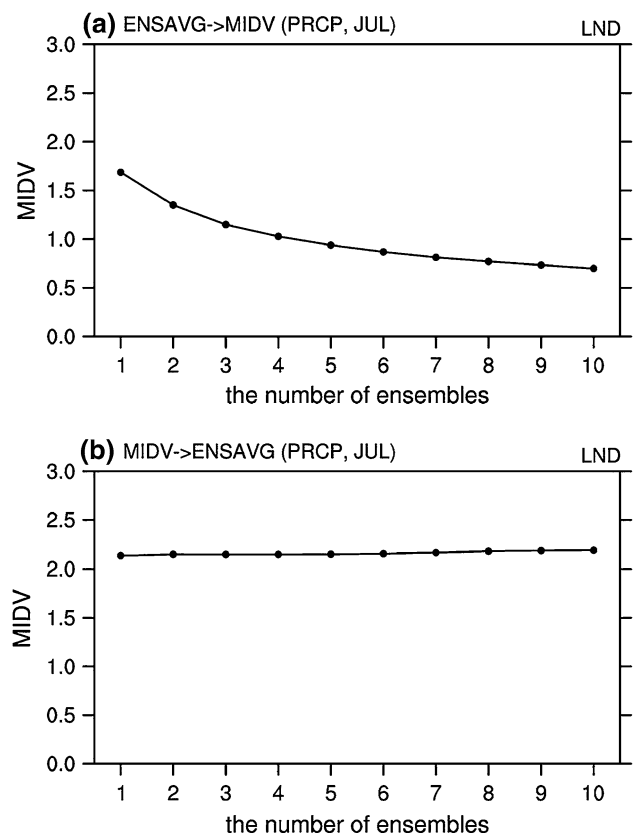 (a) ENSAVG->MIDV (PRCP, JUL) LND
3.0
2.5
2.0
1.5
1.0
0.5
0.0
MIDV
1 2 3 4 5 6 7 8 9 10
the number of ensembles
(b) MIDV->ENSAVG (PRCP, JUL) LND
3.0
2.5
2.0
1.5
1.0
0.5
0.0
MIDV
1 2 3 4 5 6 7 8 9 10
the number of ensembles